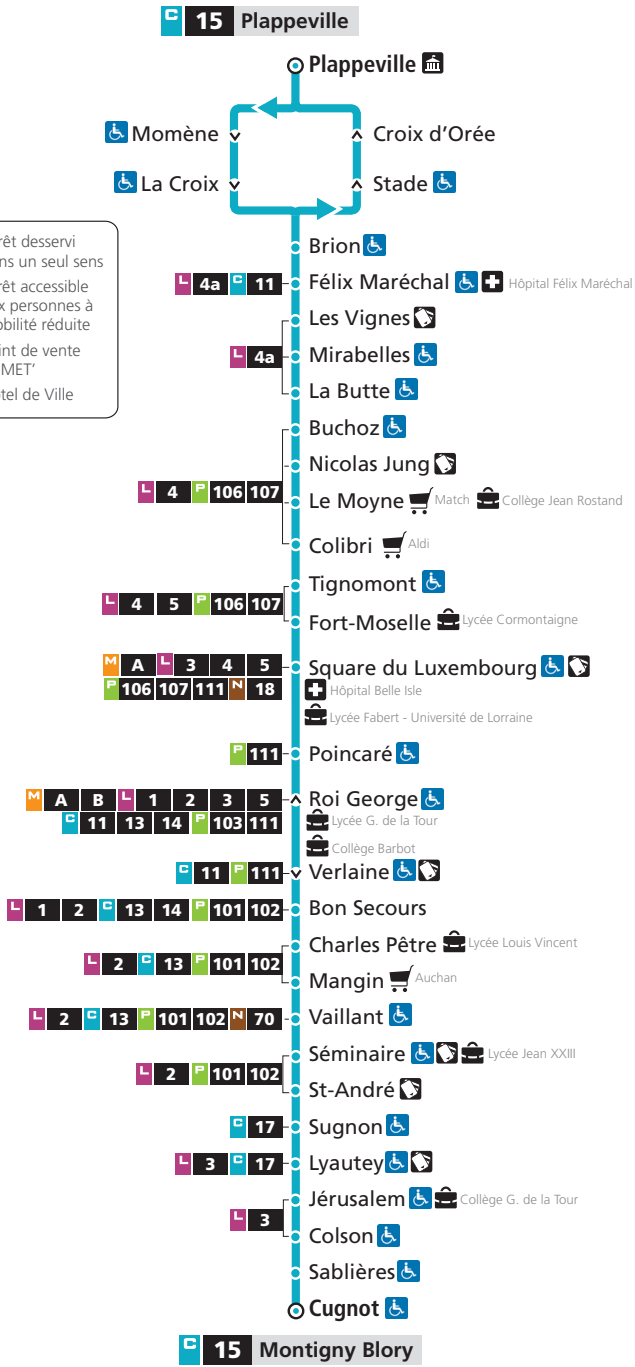 C 15 Plappeville
Plappeville
Momène
Croix d'Orée
La Croix
Stade
rêt desservi
ns un seul sens
rêt accessible
x personnes à
obilité réduite
int de vente
MET'
tel de Ville
Brion
L 4a C 11 Félix Maréchal Hôpital Félix Maréchal
Les Vignes
L 4a Mirabelles
La Butte
Buchoz
Nicolas Jung
L 4 P 106 107 Le Moyne Match Collège Jean Rostand
Colibri Aldi
Tignomont
L 4 5 P 106 107
Fort-Moselle Lycée Cormontaigne
M A L 3 4 5 Square du Luxembourg
P 106 107 111 N 18 Hôpital Belle Isle
Lycée Fabert - Université de Lorraine
P 111 Poincaré
M A B L 1 2 3 5 Roi George
C 11 13 14 P 103 111 Lycée G. de la Tour
Collège Barbot
C 11 P 111 Verlaine
L 1 2 C 13 14 P 101 102 Bon Secours
Charles Pêtre Lycée Louis Vincent
L 2 C 13 P 101 102
Mangin Auchan
L 2 C 13 P 101 102 N 70 Vaillant
Séminaire Lycée Jean XXIII
L 2 P 101 102
St-André
C 17 Sugnon
L 3 C 17 Lyautey
Jérusalem Collège G. de la Tour
L 3
Colson
Sablières
Cugnot
C 15 Montigny Blory